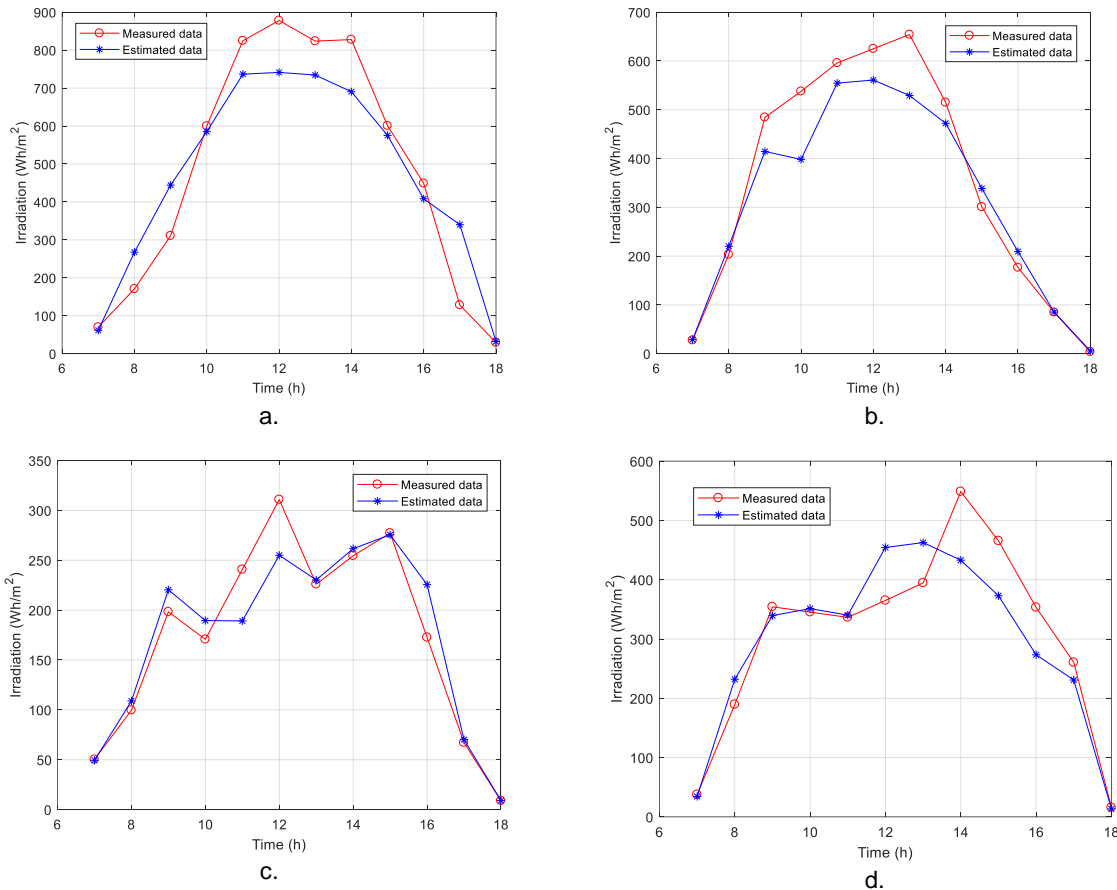 900
800
700
600
500
400
300
200
100
0
Irradiation (Wh/m²)
Measured data
Estimated data
6 8 10 12 14 16 18
Time (h)
a.
700
600
500
400
300
200
100
0
Irradiation (Wh/m²)
Measured data
Estimated data
6 8 10 12 14 16 18
Time (h)
b.
350
300
250
200
150
100
50
0
Irradiation (Wh/m²)
Measured data
Estimated data
6 8 10 12 14 16 18
Time (h)
c.
600
500
400
300
200
100
0
Irradiation (Wh/m²)
Measured data
Estimated data
6 8 10 12 14 16 18
Time (h)
d.